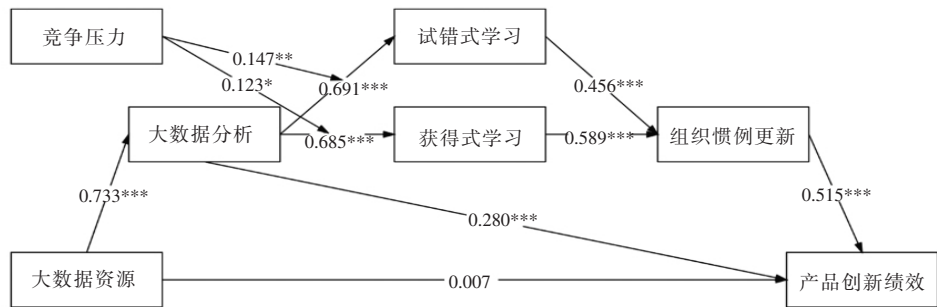 竞争压力
试错式学习
0.147**
0.123*
0.691***
0.456***
大数据分析
0.685***
获得式学习
0.589***
组织惯例更新
0.733***
0.280***
0.515***
大数据资源
0.007
产品创新绩效